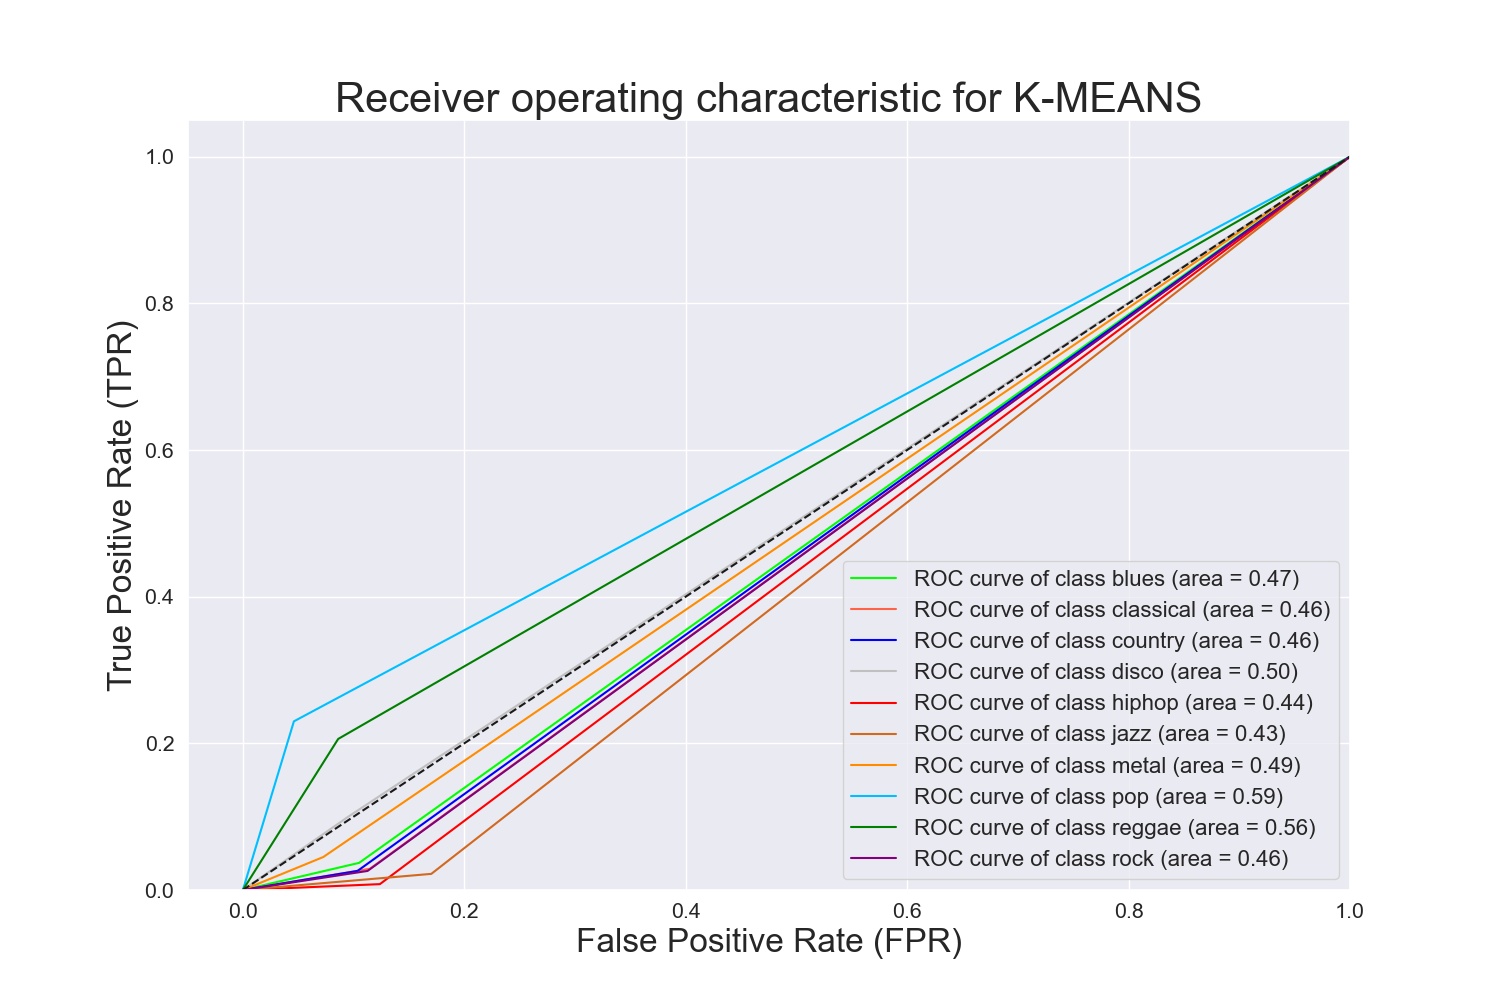 Receiver operating characteristic for K-MEANS
True Positive Rate (TPR)
1.0
0.8
0.6
0.4
0.2
0.0
ROC curve of class blues (area = 0.47)
ROC curve of class classical (area = 0.46)
ROC curve of class country (area = 0.46)
ROC curve of class disco (area = 0.50)
ROC curve of class hiphop (area = 0.44)
ROC curve of class jazz (area = 0.43)
ROC curve of class metal (area = 0.49)
ROC curve of class pop (area = 0.59)
ROC curve of class reggae (area = 0.56)
ROC curve of class rock (area = 0.46)
0.0 0.2 0.4 0.6 0.8 1.0
False Positive Rate (FPR)